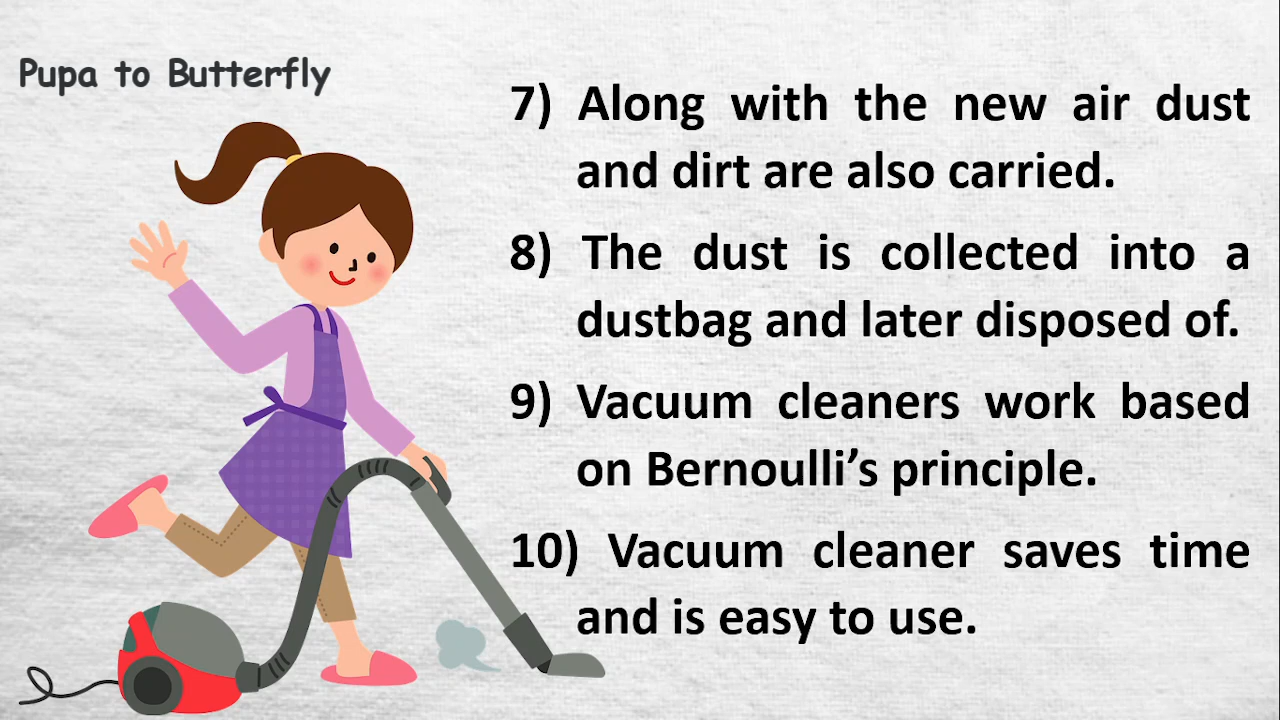 Pupa to Butterfly
7) Along with the new air dust
and dirt are also carried.
8) The dust is collected into a
dustbag and later disposed of.
9) Vacuum cleaners work based
on Bernoulli’s principle.
10) Vacuum cleaner saves time
and is easy to use.